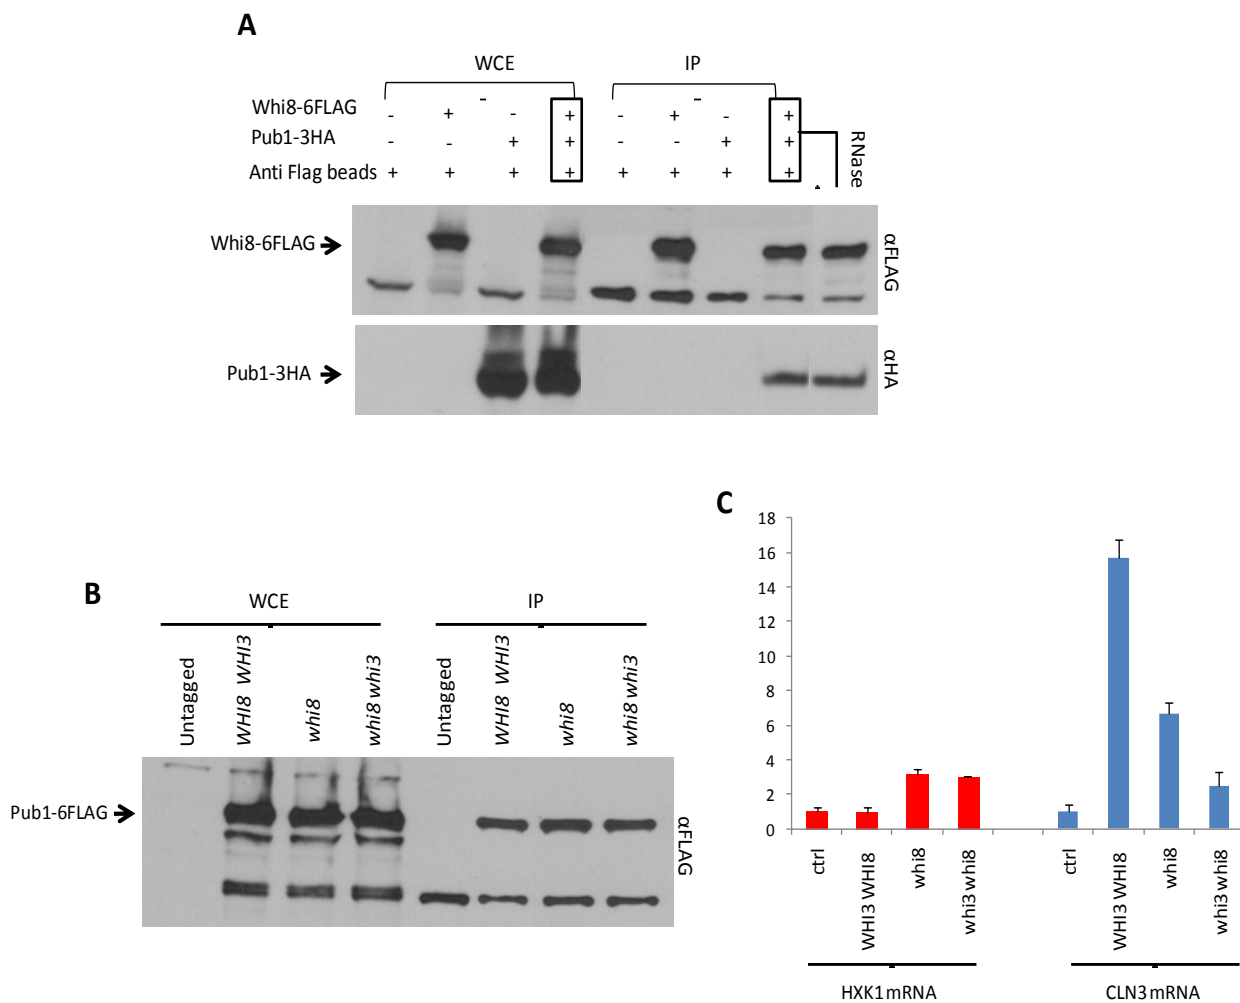 A
WCE IP
- -
Whi8-6FLAG - + - + - + - +
Pub1-3HA - - + + - - + +
Anti Flag beads + + + + + + + +
RNase
Whi8-6FLAG
αFLAG
Pub1-3HA
αHA
B
WCE IP
Untagged
WHI8 WHI3
whi8
whi8 whi3
Untagged
WHI8 WHI3
whi8
whi8 whi3
Pub1-6FLAG
αFLAG
C
18
16
14
12
10
8
6
4
2
0
ctrl
WHI3 WHI8
whi8
whi3 whi8
ctrl
WHI3 WHI8
whi8
whi3 whi8
HXK1 mRNA CLN3 mRNA